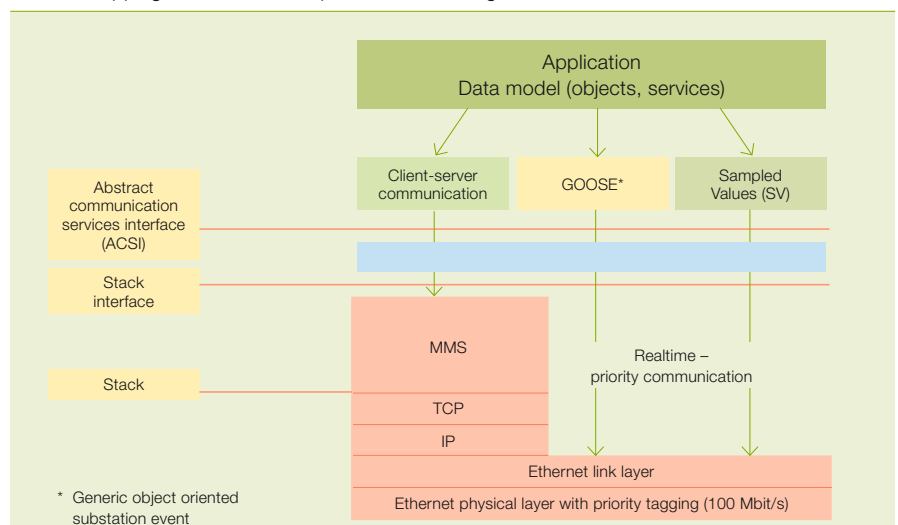 Application
Data model (objects, services)
Client-server
communication
GOOSE*
Sampled
Values (SV)
Abstract
communication
services interface
(ACSI)
Stack
interface
MMS
Realtime –
priority communication
Stack
TCP
IP
Ethernet link layer
Ethernet physical layer with priority tagging (100 Mbit/s)
* Generic object oriented
substation event